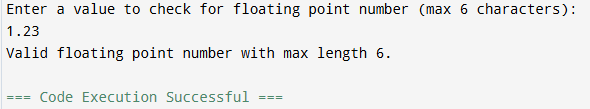 Enter a value to check for floating point number (max 6 characters):
1.23
Valid floating point number with max length 6.
=== Code Execution Successful ===